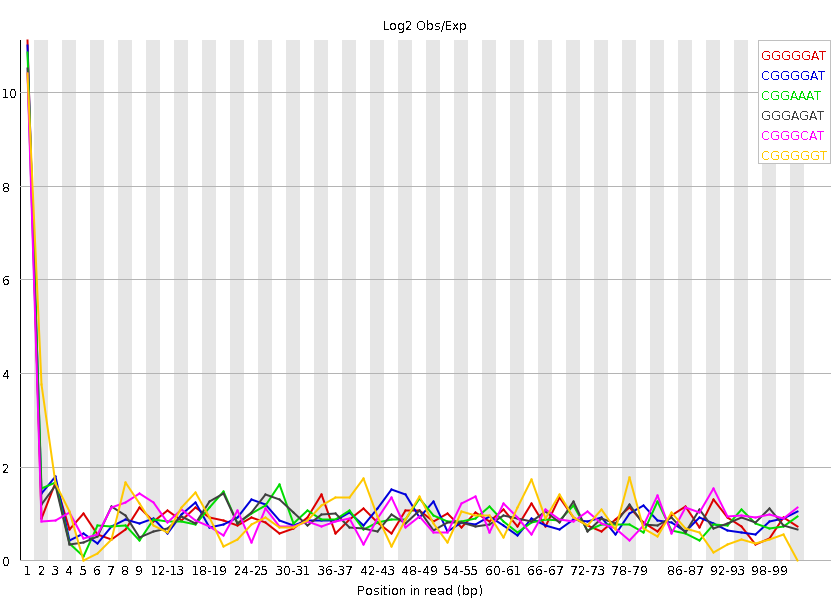 Log2 Obs/Exp
GGGGGAT
CGGGGAT
CGGAAAT
GGGAGAT
CGGGCAT
CGGGGGT
10
8
6
4
2
0
1 2 3 4 5 6 7 8 9 12-13 18-19 24-25 30-31 36-37 42-43 48-49 54-55 60-61 66-67 72-73 78-79 86-87 92-93 98-99
Position in read (bp)